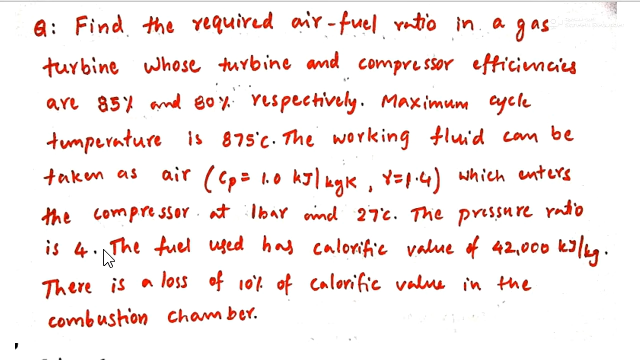 Q: Find the required air-fuel ratio in a gas
turbine whose turbine and compressor efficiencies
are 85% and 80% respectively. Maximum cycle
tumperature is 875°c. The working fluid can be
taken as air (Cp = 1.0 kJ/kgK, γ=1.4) which enters
the compressor at 1bar and 27°c. The pressure ratio
is 4. The fuel used has calorific value of 42,000 kJ/kg.
There is a loss of 10% of calorific value in the
combustion chamber.